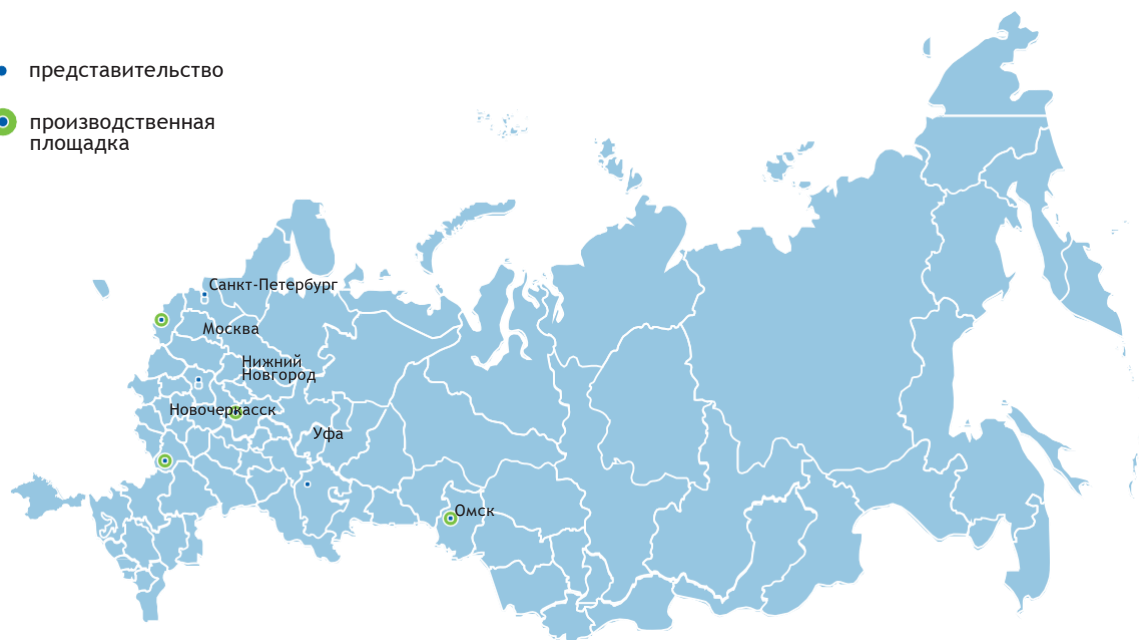 представительство
производственная
площадка
Санкт-Петербург
Москва
Нижний
Новгород
Новочеркасск
Уфа
Омск